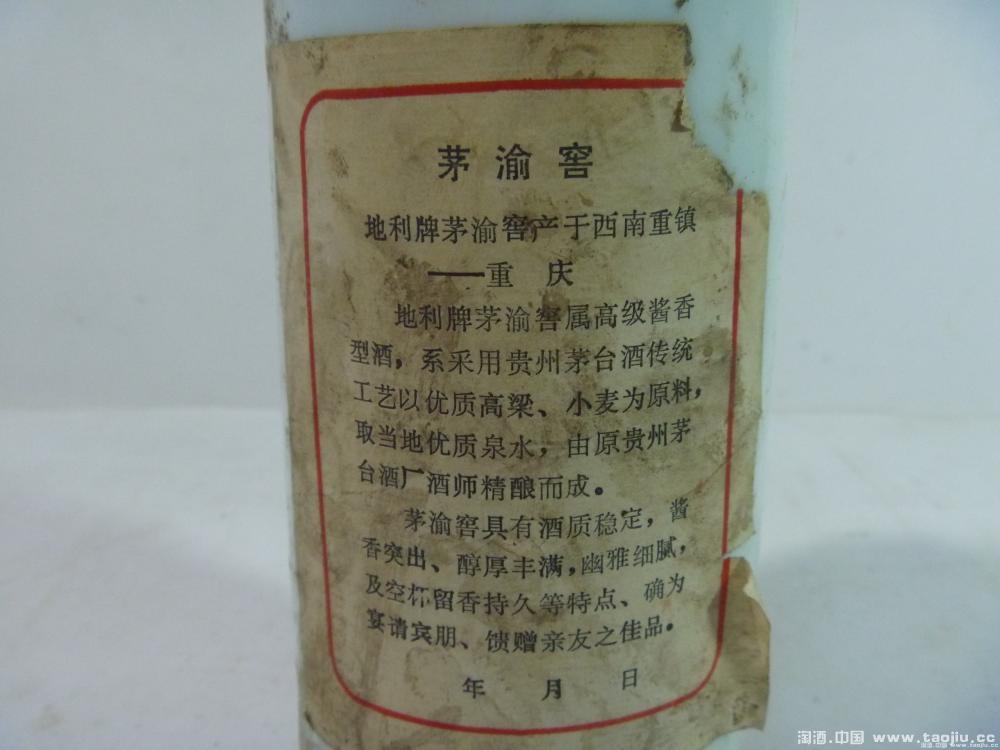 茅渝窖
地利牌茅渝窖产于西南重镇
——重 庆
地利牌茅渝窖属高级酱香
型酒，系采用贵州茅台酒传统
工艺以优质高梁、小麦为原料，
取当地优质泉水，由原贵州茅
台酒厂酒师精酿而成。
茅渝窖具有酒质稳定，酱
香突出、醇厚丰满，幽雅细腻，
及空杯留香持久等特点、确为
宴请宾朋、馈赠亲友之佳品。
年 月 日
淘酒.中国 www.taojiu.cc